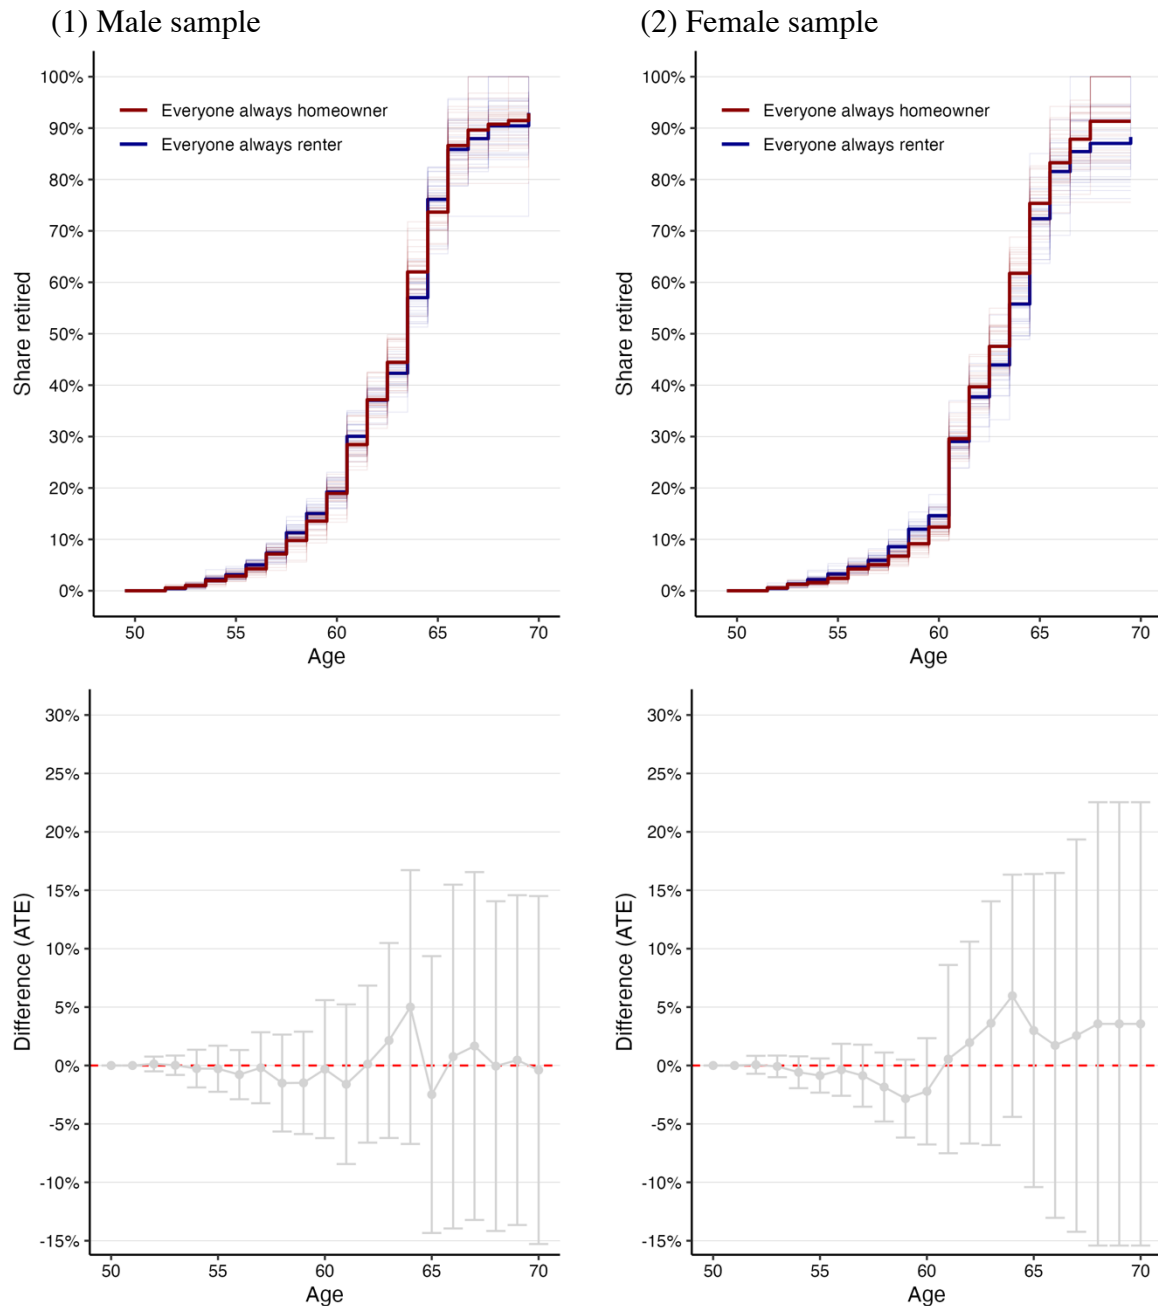 (1) Male sample
(2) Female sample
100%
90%
80%
70%
60%
50%
40%
30%
20%
10%
0%
Share retired
Everyone always homeowner
Everyone always renter
50 55 60 65 70
Age
100%
90%
80%
70%
60%
50%
40%
30%
20%
10%
0%
Share retired
Everyone always homeowner
Everyone always renter
50 55 60 65 70
Age
30%
25%
20%
15%
10%
5%
0%
-5%
-10%
-15%
Difference (ATE)
50 55 60 65 70
Age
30%
25%
20%
15%
10%
5%
0%
-5%
-10%
-15%
Difference (ATE)
50 55 60 65 70
Age